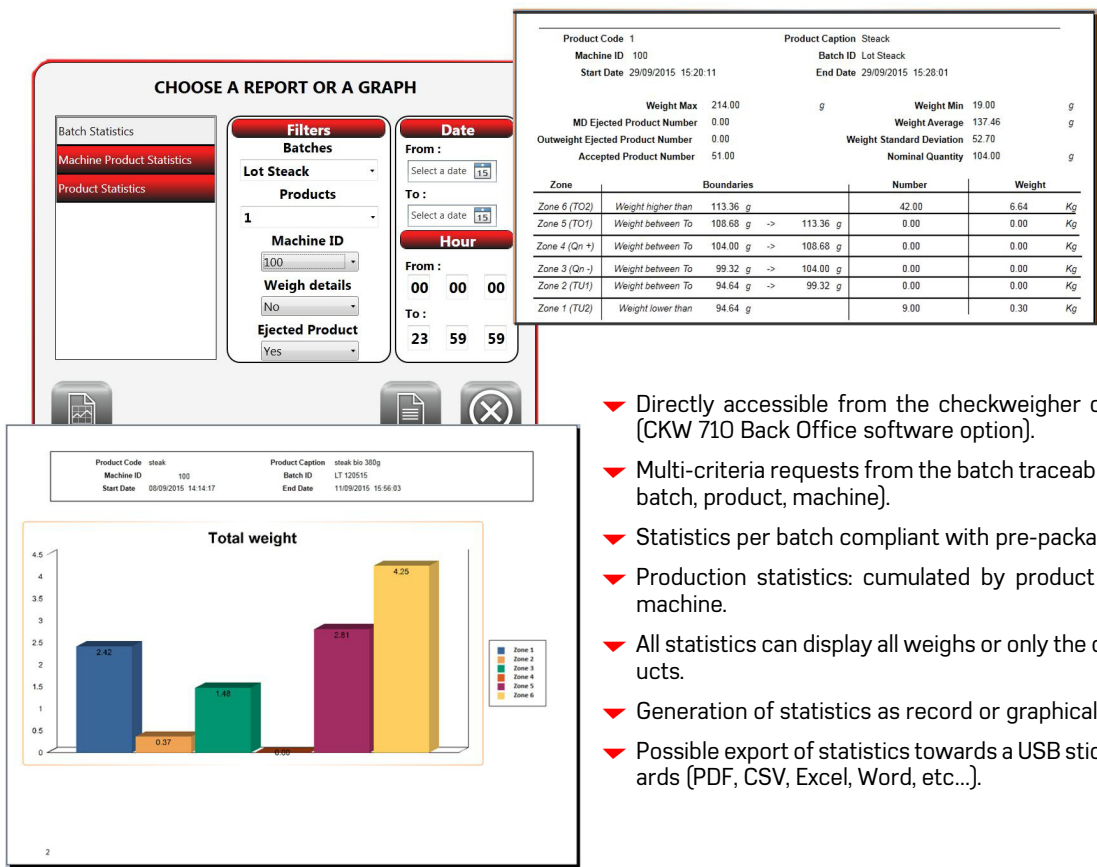 CHOOSE A REPORT OR A GRAPH
Batch Statistics
Machine Product Statistics
Product Statistics
Filters
Batches
Lot Steack
Products
1
Machine ID
100
Weigh details
No
Ejected Product
Yes
Date
From :
Select a date 15
To :
Select a date 15
Hour
From :
00 00 00
To :
23 59 59
Product Code 1 Product Caption Steack
Machine ID 100 Batch ID Lot Steack
Start Date 29/09/2015 15:20:11 End Date 29/09/2015 15:28:01
Weight Max 214.00 g Weight Min 19.00 g
MD Ejected Product Number 0.00 Weight Average 137.46 g
Outweight Ejected Product Number 0.00 Weight Standard Deviation 52.70
Accepted Product Number 51.00 Nominal Quantity 104.00 g
Zone Boundaries Number Weight
Zone 6 (TO2) Weight higher than 113.36 g 42.00 6.64 Kg
Zone 5 (TO1) Weight between To 108.68 g -> 113.36 g 0.00 0.00 Kg
Zone 4 (Qn +) Weight between To 104.00 g -> 108.68 g 0.00 0.00 Kg
Zone 3 (Qn -) Weight between To 99.32 g -> 104.00 g 0.00 0.00 Kg
Zone 2 (TU1) Weight between To 94.64 g -> 99.32 g 0.00 0.00 Kg
Zone 1 (TU2) Weight lower than 94.64 g 9.00 0.30 Kg
Product Code steak Product Caption steak bio 380g
Machine ID 100 Batch ID LT 120515
Start Date 08/09/2015 14:14:17 End Date 11/09/2015 15:56:03
Total weight
4.5
4
3.5
3
2.5
2
1.5
1
0.5
0
2.42
0.37
1.48
0.00
2.81
4.25
Zone 1
Zone 2
Zone 3
Zone 4
Zone 5
Zone 6
2
Directly accessible from the checkweigher
(CKW 710 Back Office software option).
Multi-criteria requests from the batch
batch, product, machine).
Statistics per batch compliant with
Production statistics: cumulated by product
machine.
All statistics can display all weighs or only the
ucts.
Generation of statistics as record or graphical
Possible export of statistics towards a USB
ards (PDF, CSV, Excel, Word, etc...).